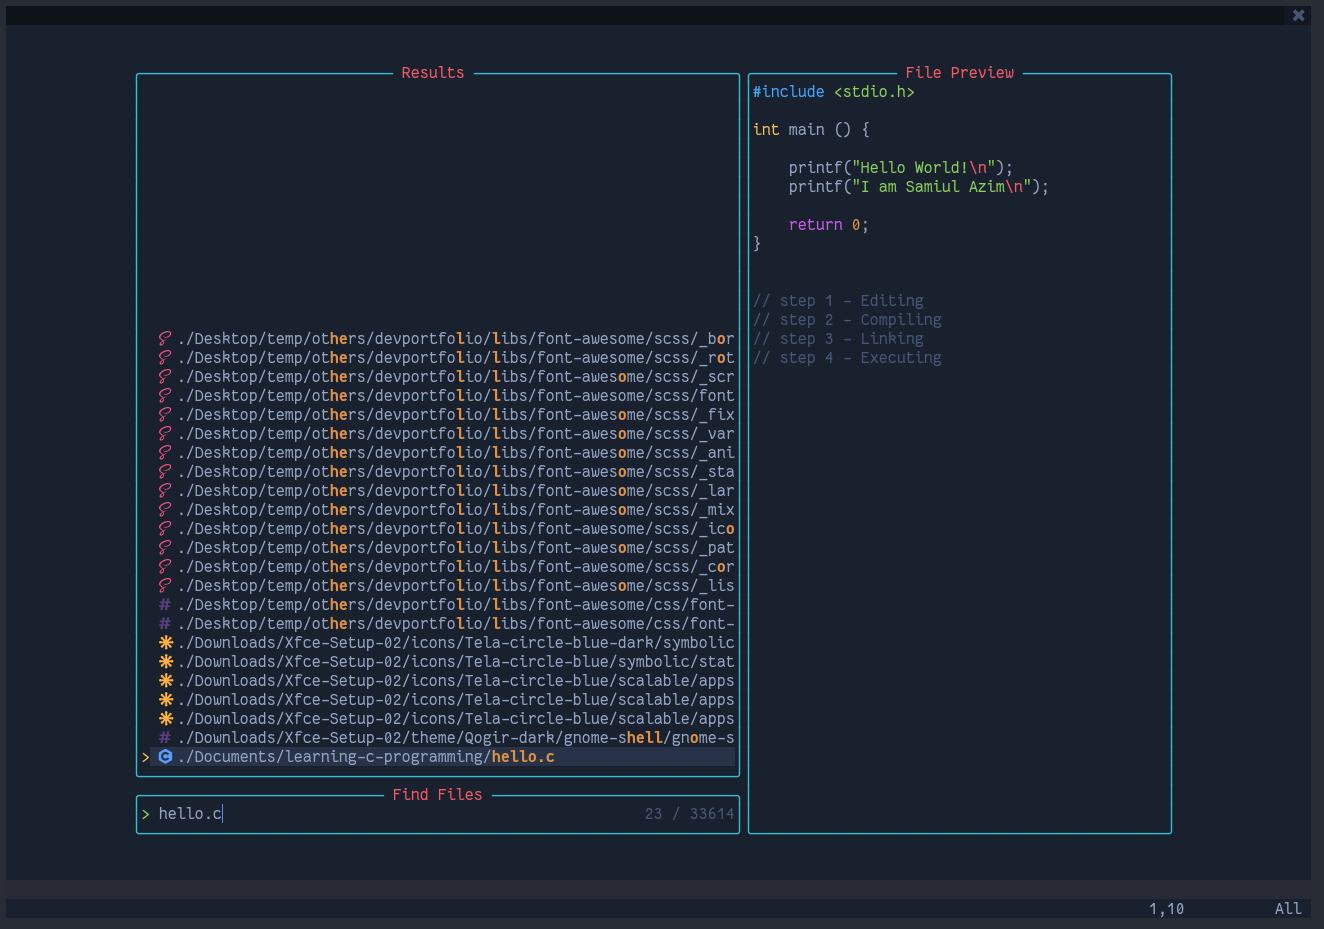 Results
./Desktop/temp/others/devportfolio/libs/font-awesome/scss/_bor
./Desktop/temp/others/devportfolio/libs/font-awesome/scss/_rot
./Desktop/temp/others/devportfolio/libs/font-awesome/scss/_scr
./Desktop/temp/others/devportfolio/libs/font-awesome/scss/font
./Desktop/temp/others/devportfolio/libs/font-awesome/scss/_fix
./Desktop/temp/others/devportfolio/libs/font-awesome/scss/_var
./Desktop/temp/others/devportfolio/libs/font-awesome/scss/_ani
./Desktop/temp/others/devportfolio/libs/font-awesome/scss/_sta
./Desktop/temp/others/devportfolio/libs/font-awesome/scss/_lar
./Desktop/temp/others/devportfolio/libs/font-awesome/scss/_mix
./Desktop/temp/others/devportfolio/libs/font-awesome/scss/_ico
./Desktop/temp/others/devportfolio/libs/font-awesome/scss/_pat
./Desktop/temp/others/devportfolio/libs/font-awesome/scss/_cor
./Desktop/temp/others/devportfolio/libs/font-awesome/scss/_lis
# ./Desktop/temp/others/devportfolio/libs/font-awesome/css/font-
# ./Desktop/temp/others/devportfolio/libs/font-awesome/css/font-
./Downloads/Xfce-Setup-02/icons/Tela-circle-blue-dark/symbolic
./Downloads/Xfce-Setup-02/icons/Tela-circle-blue/symbolic/stat
./Downloads/Xfce-Setup-02/icons/Tela-circle-blue/scalable/apps
./Downloads/Xfce-Setup-02/icons/Tela-circle-blue/scalable/apps
./Downloads/Xfce-Setup-02/icons/Tela-circle-blue/scalable/apps
# ./Downloads/Xfce-Setup-02/theme/Qogir-dark/gnome-shell/gnome-s
> C ./Documents/learning-c-programming/hello.c
Find Files
> hello.c 23 / 33614
File Preview
#include <stdio.h>
int main () {
printf("Hello World!\n");
printf("I am Samiul Azim\n");
return 0;
}
// step 1 - Editing
// step 2 - Compiling
// step 3 - Linking
// step 4 - Executing
1,10 All